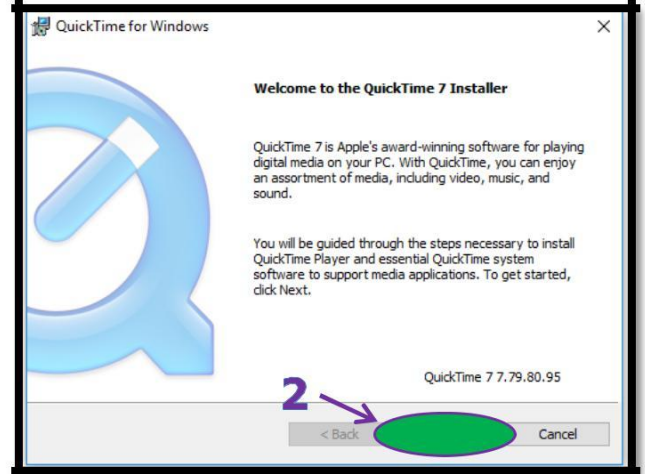 QuickTime for Windows
Welcome to the QuickTime 7 Installer
QuickTime 7 is Apple's award-winning software for playing
digital media on your PC. With QuickTime, you can enjoy
an assortment of media, including video, music, and
sound.
You will be guided through the steps necessary to install
QuickTime Player and essential QuickTime system
software to support media applications. To get started,
click Next.
QuickTime 7 7.79.80.95
2
< Back Cancel